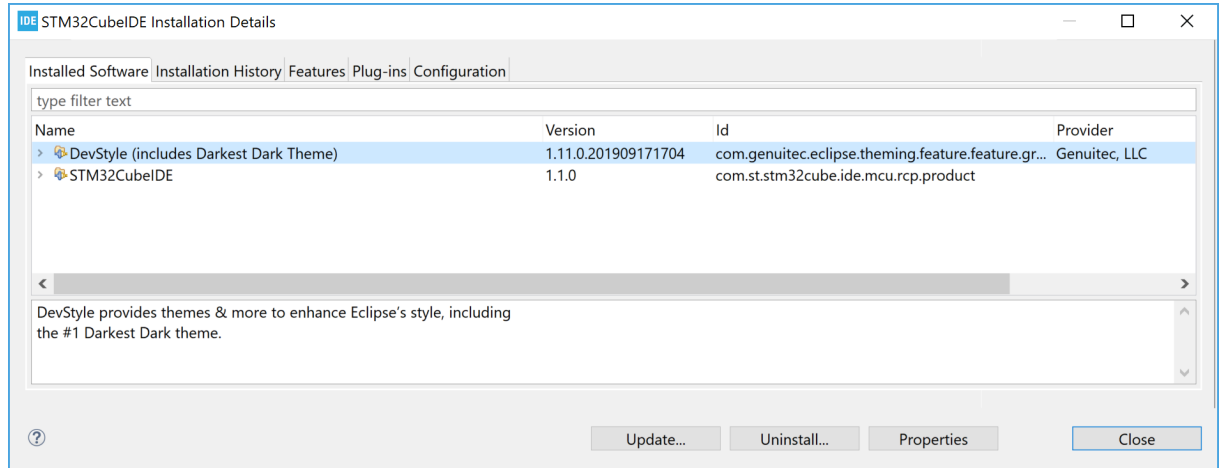 IDE STM32CubeIDE Installation Details
Installed Software Installation History Features Plug-ins Configuration
type filter text
Name Version Id Provider
DevStyle (includes Darkest Dark Theme) 1.11.0.201909171704 com.genuitec.eclipse.theming.feature.feature.gr... Genuitec, LLC
STM32CubeIDE 1.1.0 com.st.stm32cube.ide.mcu.rcp.product
DevStyle provides themes & more to enhance Eclipse's style, including
the #1 Darkest Dark theme.
? Update... Uninstall... Properties Close